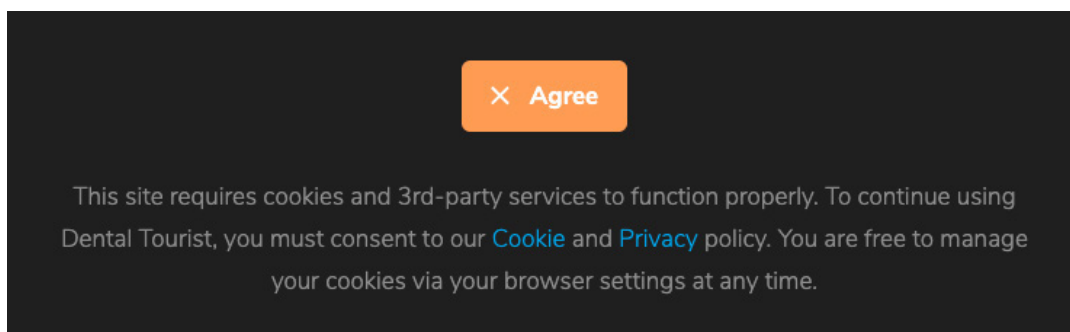 × Agree
This site requires cookies and 3rd-party services to function properly. To continue using
Dental Tourist, you must consent to our Cookie and Privacy policy. You are free to manage
your cookies via your browser settings at any time.